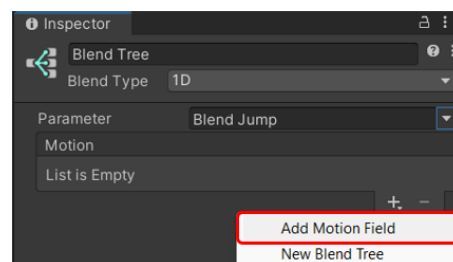 Inspector
Blend Tree
Blend Type 1D
Parameter Blend Jump
Motion
List is Empty
Add Motion Field
New Blend Tree